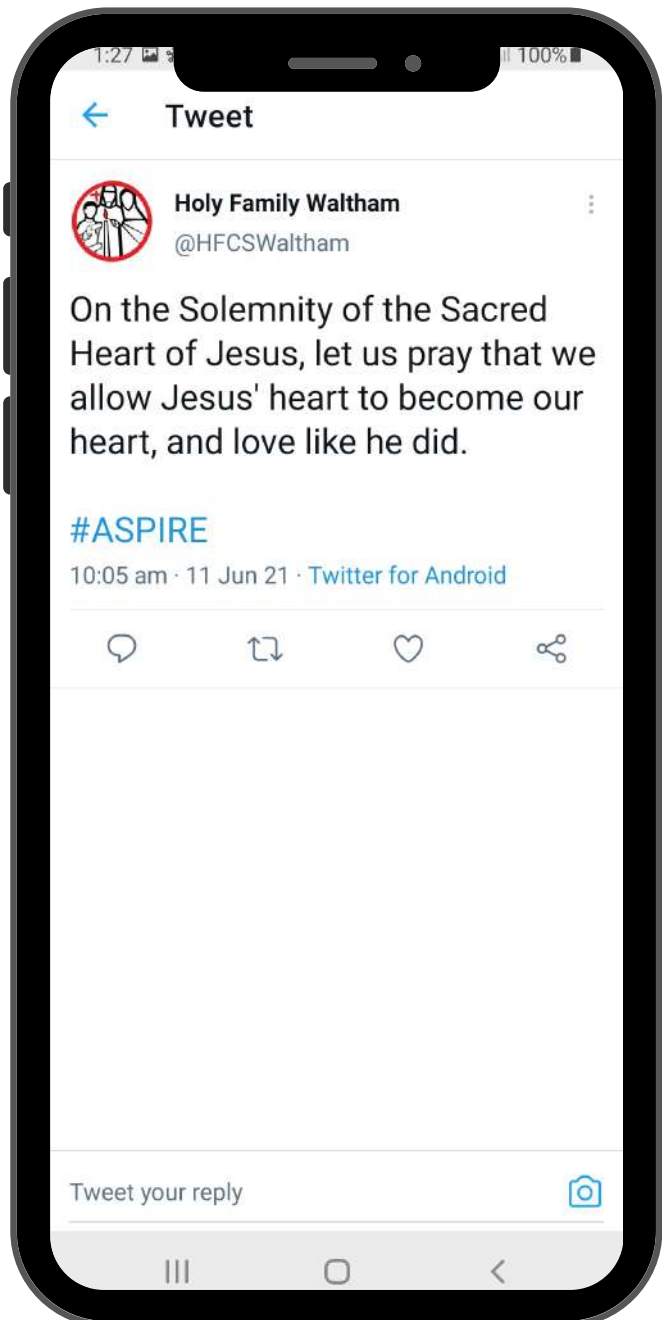 1:27 100%
Tweet
Holy Family Waltham
@HFCSWaltham
On the Solemnity of the Sacred
Heart of Jesus, let us pray that we
allow Jesus' heart to become our
heart, and love like he did.
#ASPIRE
10:05 am · 11 Jun 21 · Twitter for Android
Tweet your reply